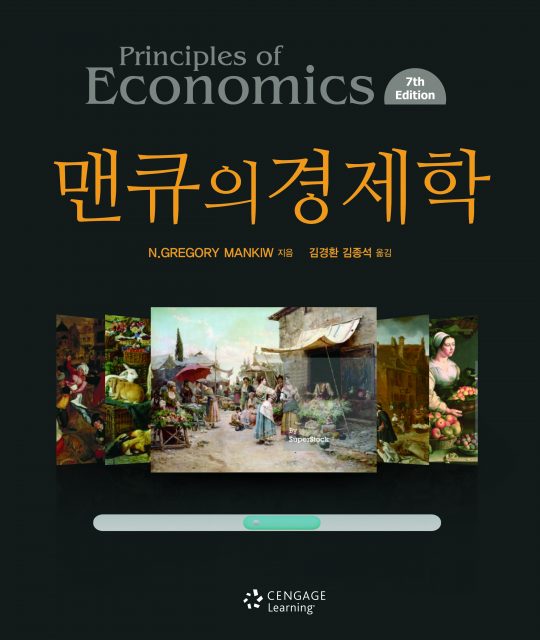 Principles of
Economics
7th
Edition
맨큐의경제학
N.GREGORY MANKIW 지음 김경환 김종석 옮김
By
SuperStock
CENGAGE
Learning™